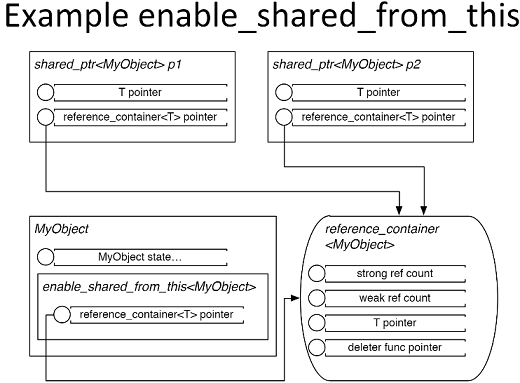 Example enable_shared_from_this
shared_ptr<MyObject> p1
T pointer
reference_container<T> pointer
shared_ptr<MyObject> p2
T pointer
reference_container<T> pointer
MyObject
MyObject state...
enable_shared_from_this<MyObject>
reference_container<T> pointer
reference_container
<MyObject>
strong ref count
weak ref count
T pointer
deleter func pointer